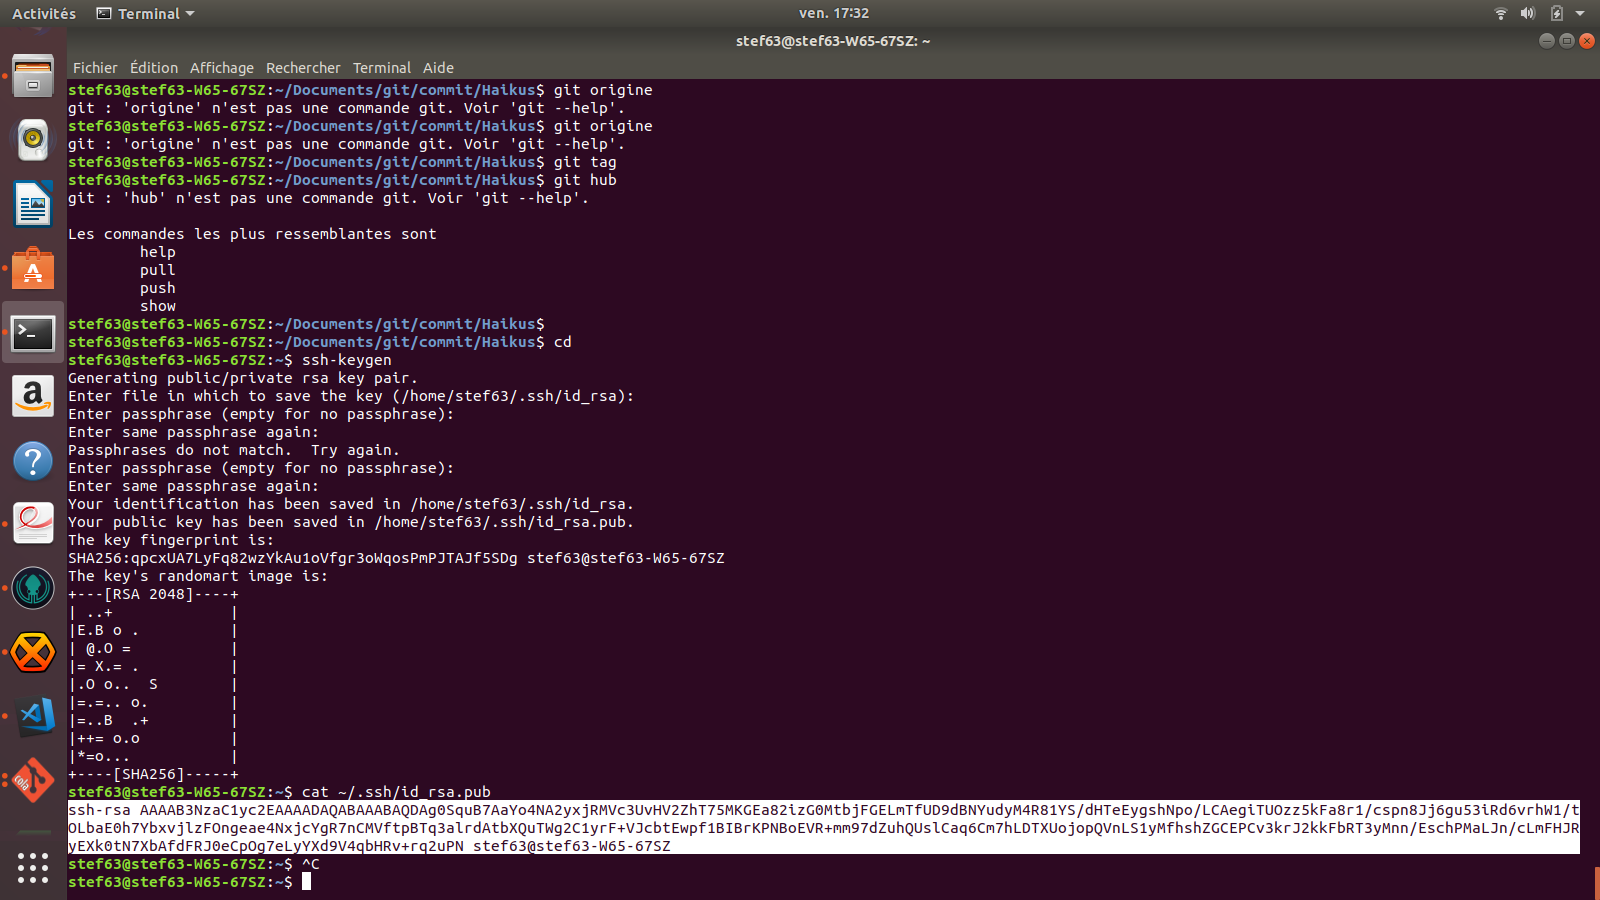 Activités Terminal ven. 17:32
stef63@stef63-W65-67SZ: ~
Fichier Édition Affichage Rechercher Terminal Aide
stef63@stef63-W65-67SZ:~/Documents/git/commit/Haikus$ git origine
git : 'origine' n'est pas une commande git. Voir 'git --help'.
stef63@stef63-W65-67SZ:~/Documents/git/commit/Haikus$ git origine
git : 'origine' n'est pas une commande git. Voir 'git --help'.
stef63@stef63-W65-67SZ:~/Documents/git/commit/Haikus$ git tag
stef63@stef63-W65-67SZ:~/Documents/git/commit/Haikus$ git hub
git : 'hub' n'est pas une commande git. Voir 'git --help'.
Les commandes les plus ressemblantes sont
help
pull
push
show
stef63@stef63-W65-67SZ:~/Documents/git/commit/Haikus$
stef63@stef63-W65-67SZ:~/Documents/git/commit/Haikus$ cd
stef63@stef63-W65-67SZ:~$ ssh-keygen
Generating public/private rsa key pair.
Enter file in which to save the key (/home/stef63/.ssh/id_rsa):
Enter passphrase (empty for no passphrase):
Enter same passphrase again:
Passphrases do not match.  Try again.
Enter passphrase (empty for no passphrase):
Enter same passphrase again:
Your identification has been saved in /home/stef63/.ssh/id_rsa.
Your public key has been saved in /home/stef63/.ssh/id_rsa.pub.
The key fingerprint is:
SHA256:qpcxUA7LyFq82wzYkAu1oVfgr3oWqosPmPJTAJf5SDg stef63@stef63-W65-67SZ
The key's randomart image is:
+---[RSA 2048]----+
| ..+             |
|E.B o .          |
| @.O =           |
|= X.= .          |
|.O o..  S        |
|=.=.. o.         |
|=..B  .+         |
|++= o.o          |
|*=o...           |
+----[SHA256]-----+
stef63@stef63-W65-67SZ:~$ cat ~/.ssh/id_rsa.pub
ssh-rsa AAAAB3NzaC1yc2EAAAADAQABAAABAQDAg0SquB7AaYo4NA2yxjRMVc3UvHV2ZhT75MKGEa82izG0MtbjFGELmTfUD9dBNYudyM4R81YS/dHTeEygshNpo/LCAegiTUOzz5kFa8r1/cspn8Jj6gu53iRd6vrhW1/t
OLbaE0h7YbxvjlzFOngeae4NxjcYgR7nCMVftpBTq3alrdAtbXQuTWg2C1yrF+VJcbtEwpf1BIBrKPNBoEVR+mm97dZuhQUslCaq6Cm7hLDTXUojopQVnLS1yMfhshZGCEPCv3krJ2kkFbRT3yMnn/EschPMaLJn/cLmFHJR
yEXk0tN7XbAfdFRJ0eCpOg7eLyYXd9V4qbHRv+rq2uPN stef63@stef63-W65-67SZ
stef63@stef63-W65-67SZ:~$ ^C
stef63@stef63-W65-67SZ:~$